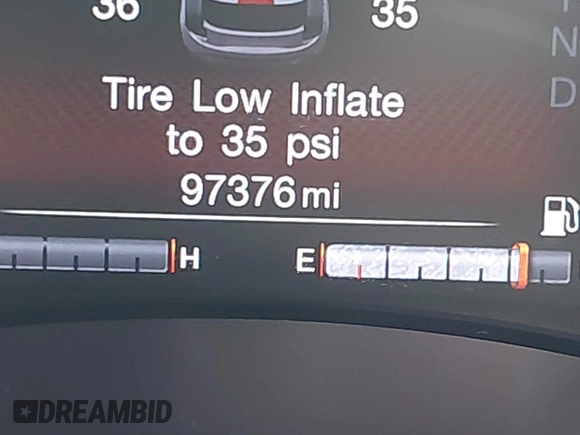 36 35
N
D
Tire Low Inflate
to 35 psi
97376 mi
H E
DREAMBID